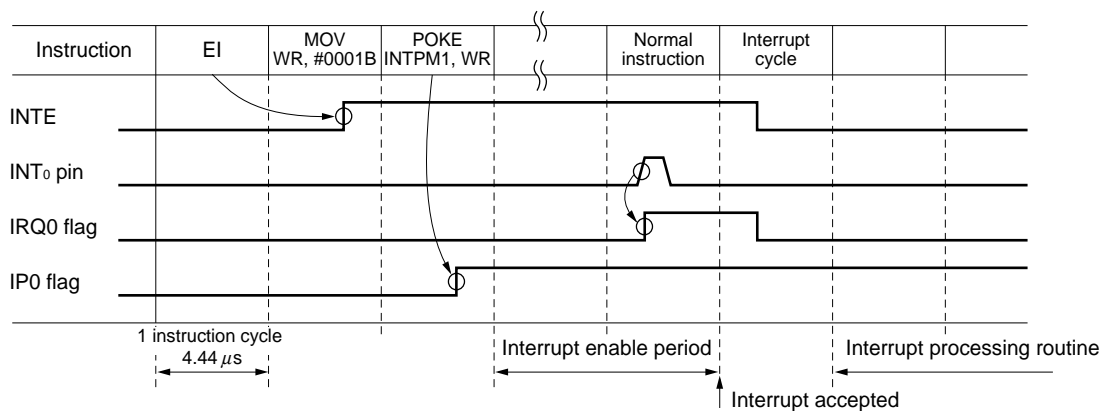 Instruction
EI
MOV
WR, #0001B
POKE
INTPM1, WR
Normal
instruction
Interrupt
cycle
INTE
INT0 pin
IRQ0 flag
IP0 flag
1 instruction cycle
4.44 μs
Interrupt enable period
Interrupt processing routine
Interrupt accepted